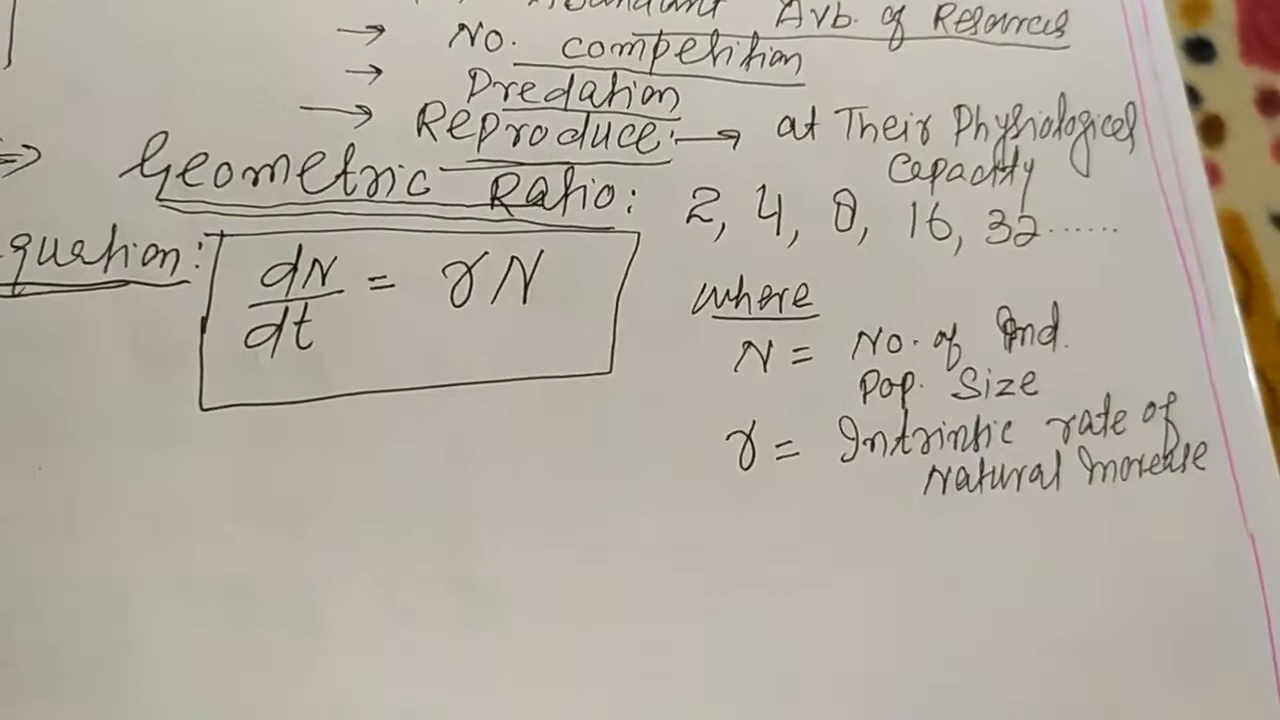 Abundant Avb. of Resources
→ No. competition
→ Predation
→ Reproduce: → at Their Physiological
Capacity
⇒ Geometric Ratio: 2, 4, 8, 16, 32......
quation: dN/dt = rN
where
N = No. of Ind.
Pop. Size
r = Intrinsic rate of
Natural Increase